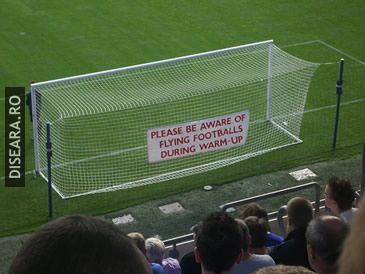 DISEARA.RO
PLEASE BE AWARE OF
FLYING FOOTBALLS
DURING WARM-UP